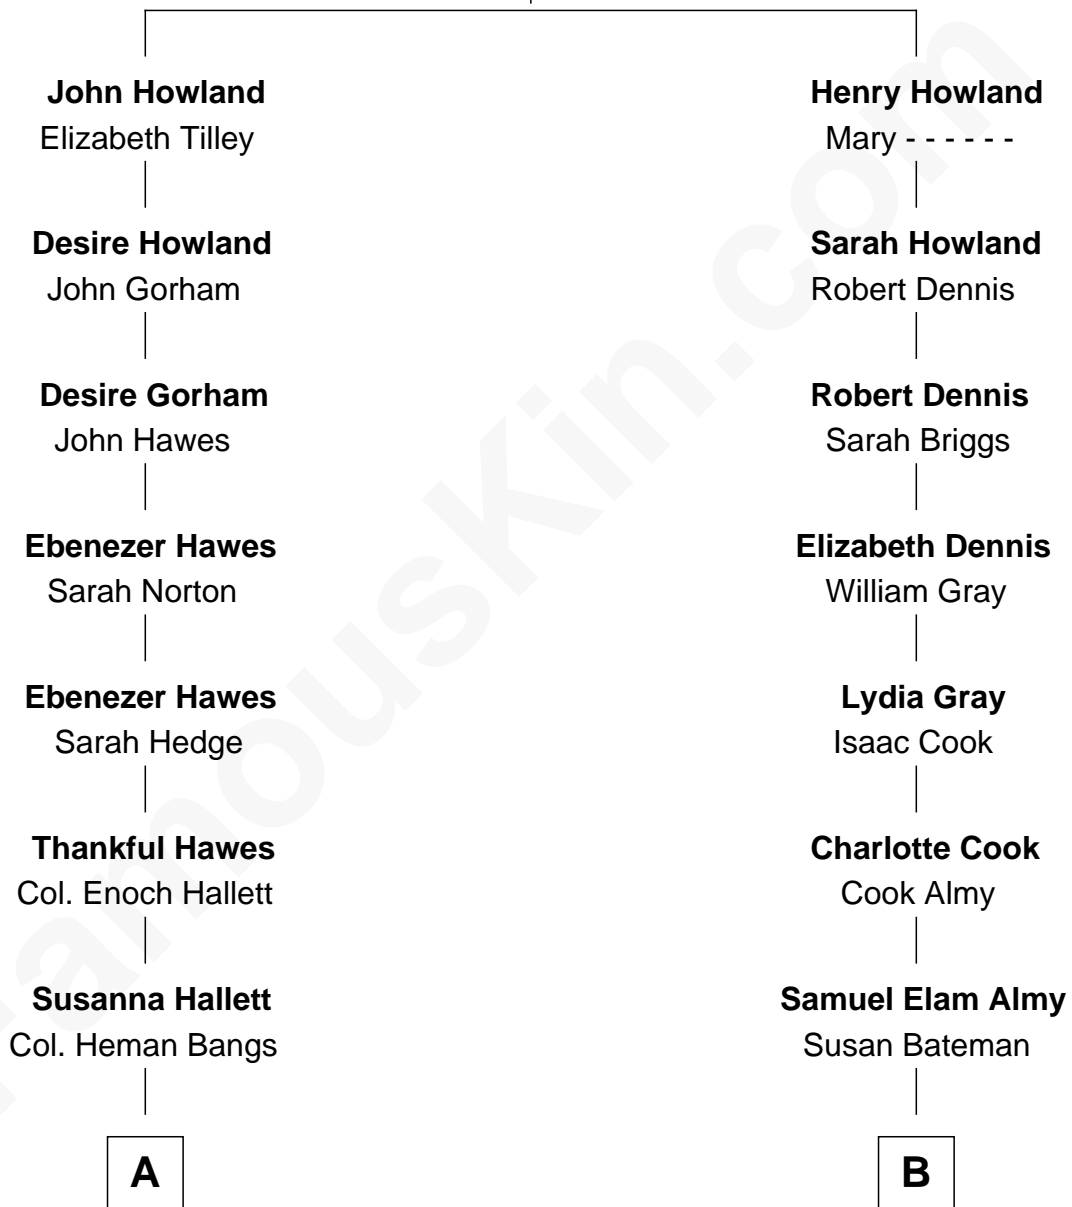 John Howland
Elizabeth Tilley
Desire Howland
John Gorham
Desire Gorham
John Hawes
Ebenezer Hawes
Sarah Norton
Ebenezer Hawes
Sarah Hedge
Thankful Hawes
Col. Enoch Hallett
Susanna Hallett
Col. Heman Bangs
A
Henry Howland
Mary - - - - - -
Sarah Howland
Robert Dennis
Robert Dennis
Sarah Briggs
Elizabeth Dennis
William Gray
Lydia Gray
Isaac Cook
Charlotte Cook
Cook Almy
Samuel Elam Almy
Susan Bateman
B
FamousKin.com